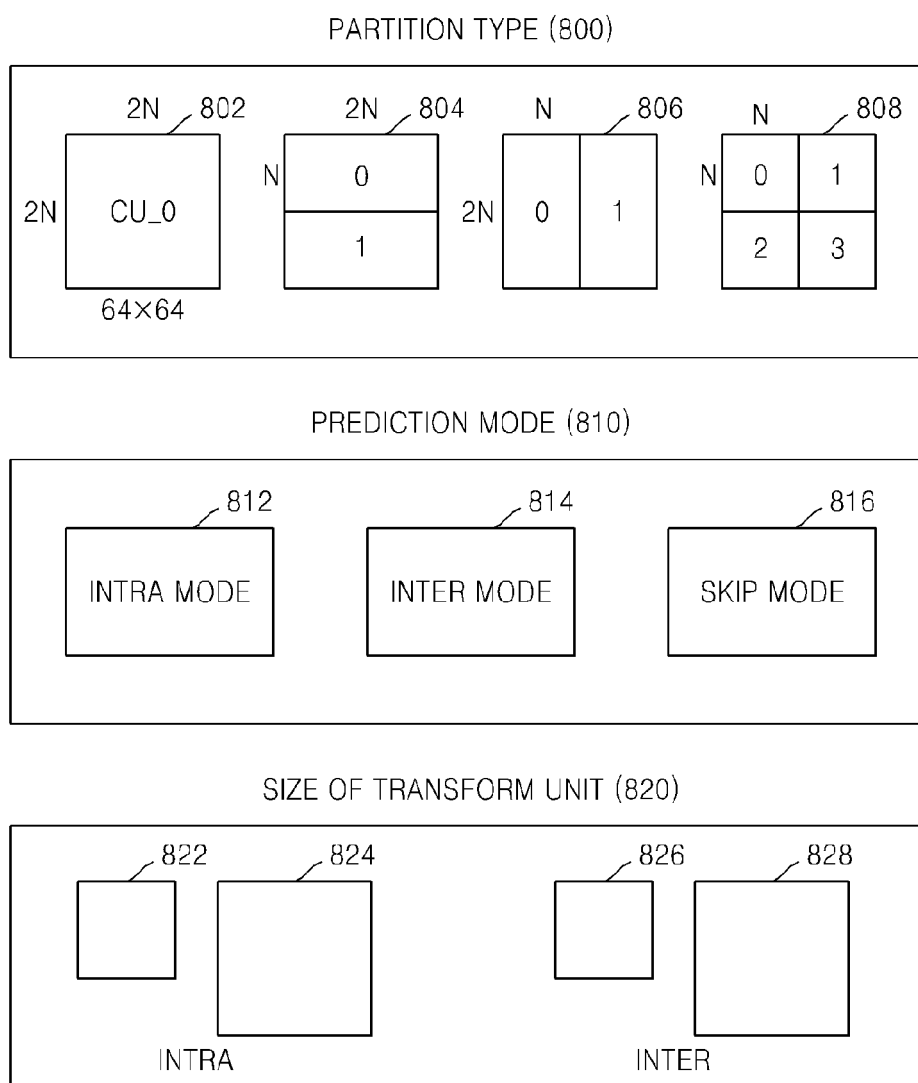 PARTITION TYPE (800)
2N 802 2N 804 N 806 N 808
2N CU_0 N 0 2N 0 1 N 0 1
1 2 3
64×64
PREDICTION MODE (810)
812 814 816
INTRA MODE INTER MODE SKIP MODE
SIZE OF TRANSFORM UNIT (820)
822 824 826 828
INTRA INTER